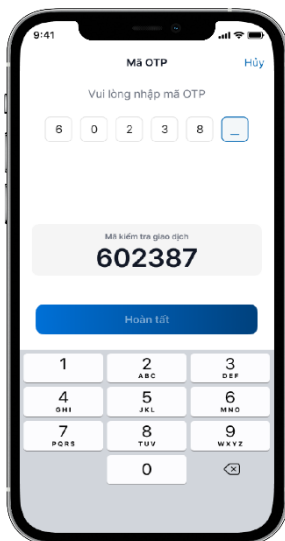 9:41
Mã OTP Hủy
Vui lòng nhập mã OTP
6 0 2 3 8 _
Mã kiểm tra giao dịch
602387
Hoàn tất
1 2 3
ABC DEF
4 5 6
GHI JKL MNO
7 8 9
PQRS TUV WXYZ
0